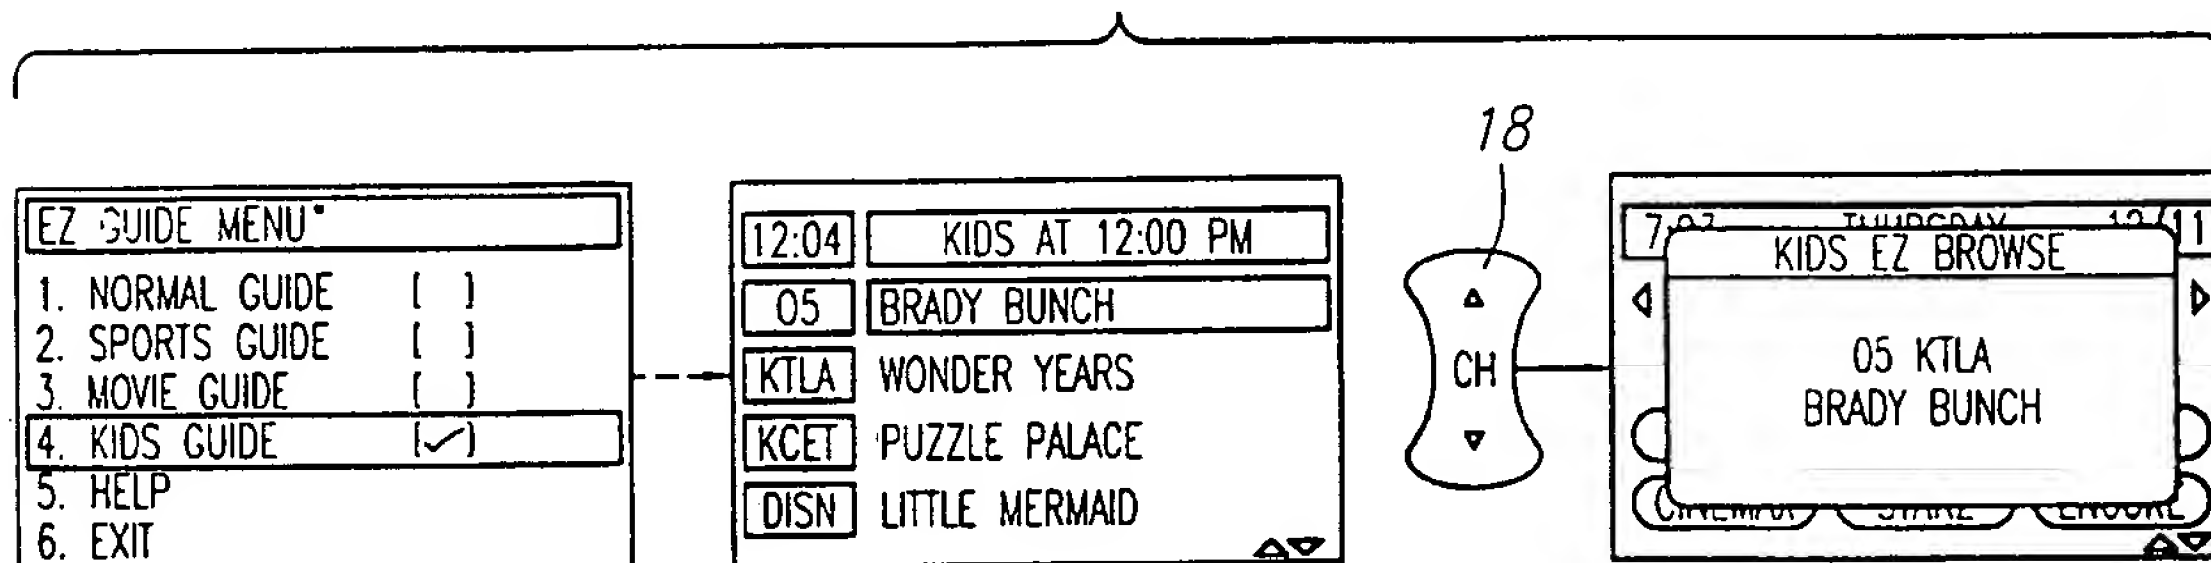 18
EZ GUIDE MENU
1. NORMAL GUIDE [ ]
2. SPORTS GUIDE [ ]
3. MOVIE GUIDE [ ]
4. KIDS GUIDE [✓]
5. HELP
6. EXIT
12:04 KIDS AT 12:00 PM
05 BRADY BUNCH
KTLA WONDER YEARS
KCET PUZZLE PALACE
DISN LITTLE MERMAID
CH
KIDS EZ BROWSE
05 KTLA
BRADY BUNCH